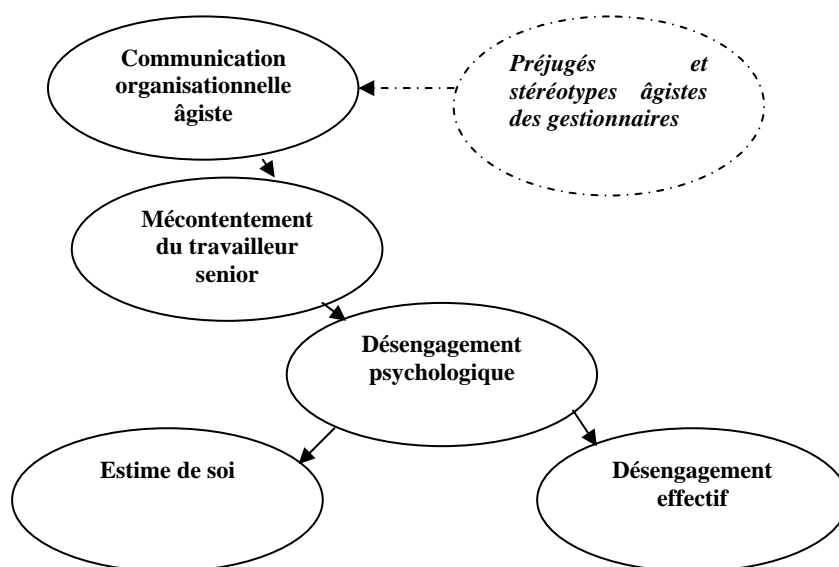 Communication
organisationnelle
âgiste
Préjugés et
stéréotypes âgistes
des gestionnaires
Mécontentement
du travailleur
senior
Désengagement
psychologique
Estime de soi
Désengagement
effectif